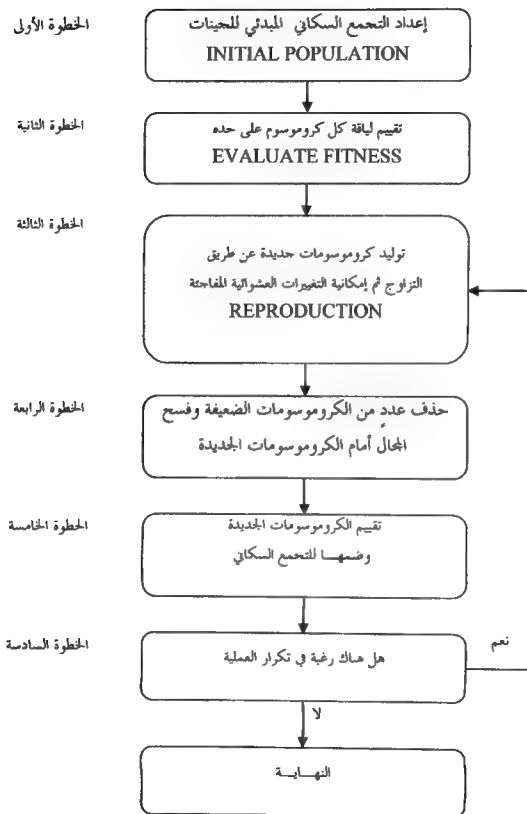 الخطوة الأولى
إعداد التجمع السكاني المبدئي للجينات
INITIAL POPULATION
الخطوة الثانية
تقييم لياقة كل كروموسوم على حده
EVALUATE FITNESS
الخطوة الثالثة
توليد كروموسومات جديدة عن طريق
التزاوج ثم إمكانية التغييرات العشوائية المفاجئة
REPRODUCTION
الخطوة الرابعة
حذف عددٍ من الكروموسومات الضعيفة وفسح
المجال أمام الكروموسومات الجديدة
الخطوة الخامسة
تقييم الكروموسومات الجديدة
وضمهـا للتجمع السكاني
الخطوة السادسة
هل هناك رغبة في تكرار العملية
نعم
لا
النهـــايـــة